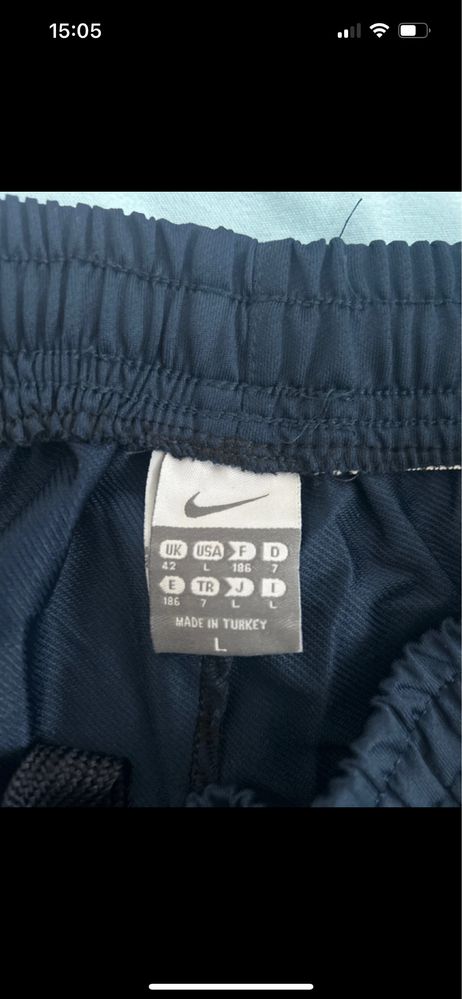 15:05
UK USA F D
42 L 186 7
E TR J I
186 7 L L
MADE IN TURKEY
L